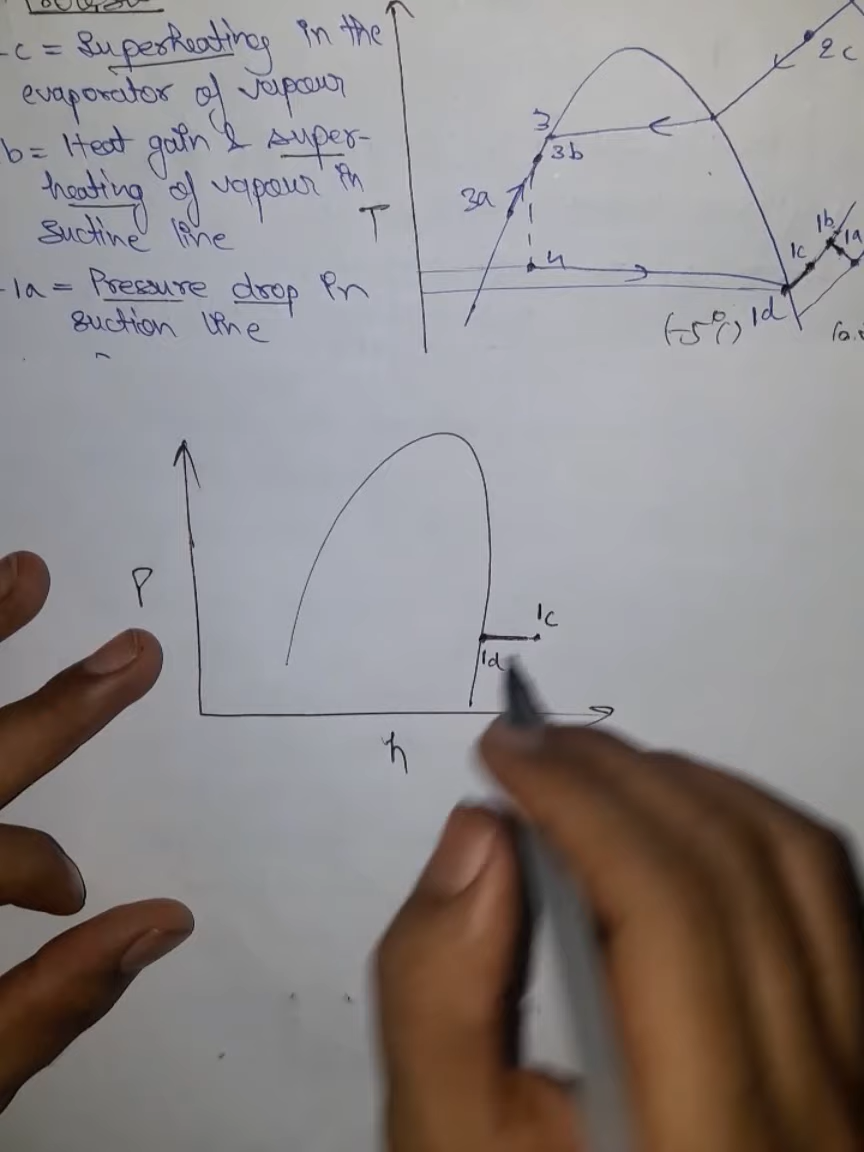 -c = Superheating in the
evaporator of vapour
b = Heat gain & super-
heating of vapour in
suctine line
-1a = Pressure drop in
suction line
T
2c
3
3b
3a
4
1b
1a
1c
1d
(-5°C)
P
1c
1d
h